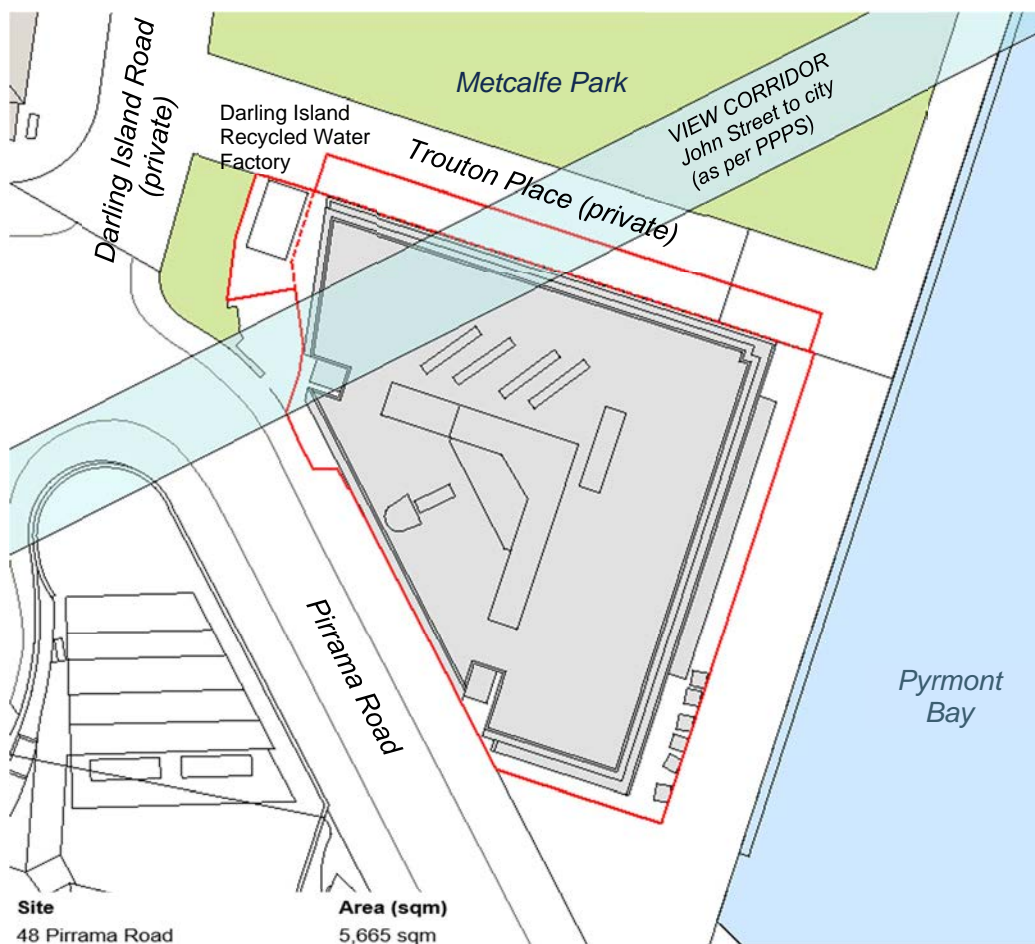 Metcalfe Park
VIEW CORRIDOR
John Street to city
(as per PPPS)
Darling Island Road
(private)
Darling Island
Recycled Water
Factory
Trouton Place (private)
Pirrama Road
Pyrmont
Bay
Site
Area (sqm)
48 Pirrama Road
5,665 sqm